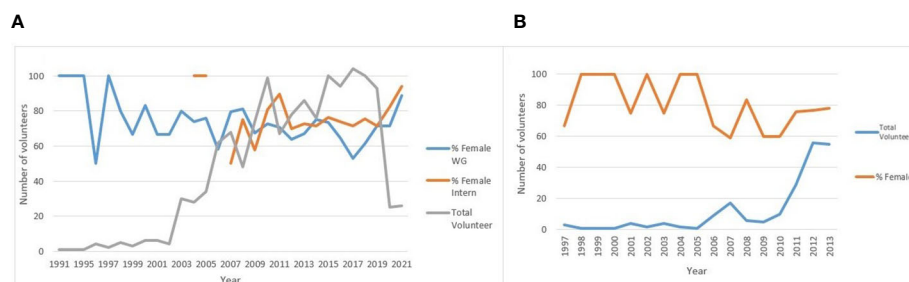 A
Number of volunteers
100
80
60
40
20
0
1991 1995 1997 1999 2001 2003 2005 2007 2009 2011 2013 2015 2017 2019 2021
Year
% Female
WG
% Female
Intern
Total
Volunteer
B
Number of volunteers
120
100
80
60
40
20
0
1997 1998 1999 2000 2001 2002 2003 2004 2005 2006 2007 2008 2009 2010 2011 2012 2013
Year
Total
Voluntee
% Female